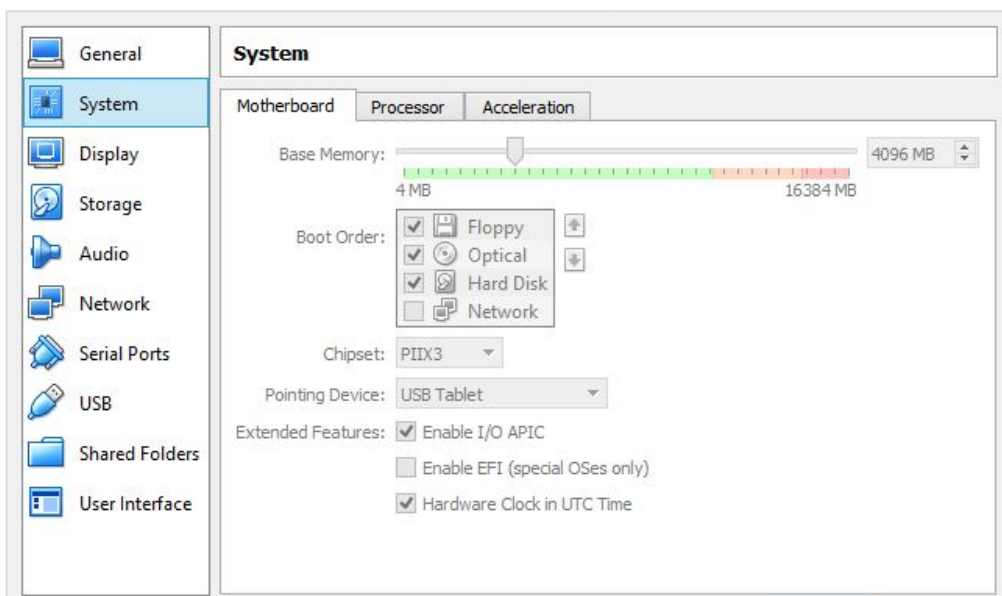 General
System
Display
Storage
Audio
Network
Serial Ports
USB
Shared Folders
User Interface
System
Motherboard Processor Acceleration
Base Memory: 4096 MB
4 MB 16384 MB
Boot Order: Floppy
Optical
Hard Disk
Network
Chipset: PIIX3
Pointing Device: USB Tablet
Extended Features: Enable I/O APIC
Enable EFI (special OSes only)
Hardware Clock in UTC Time